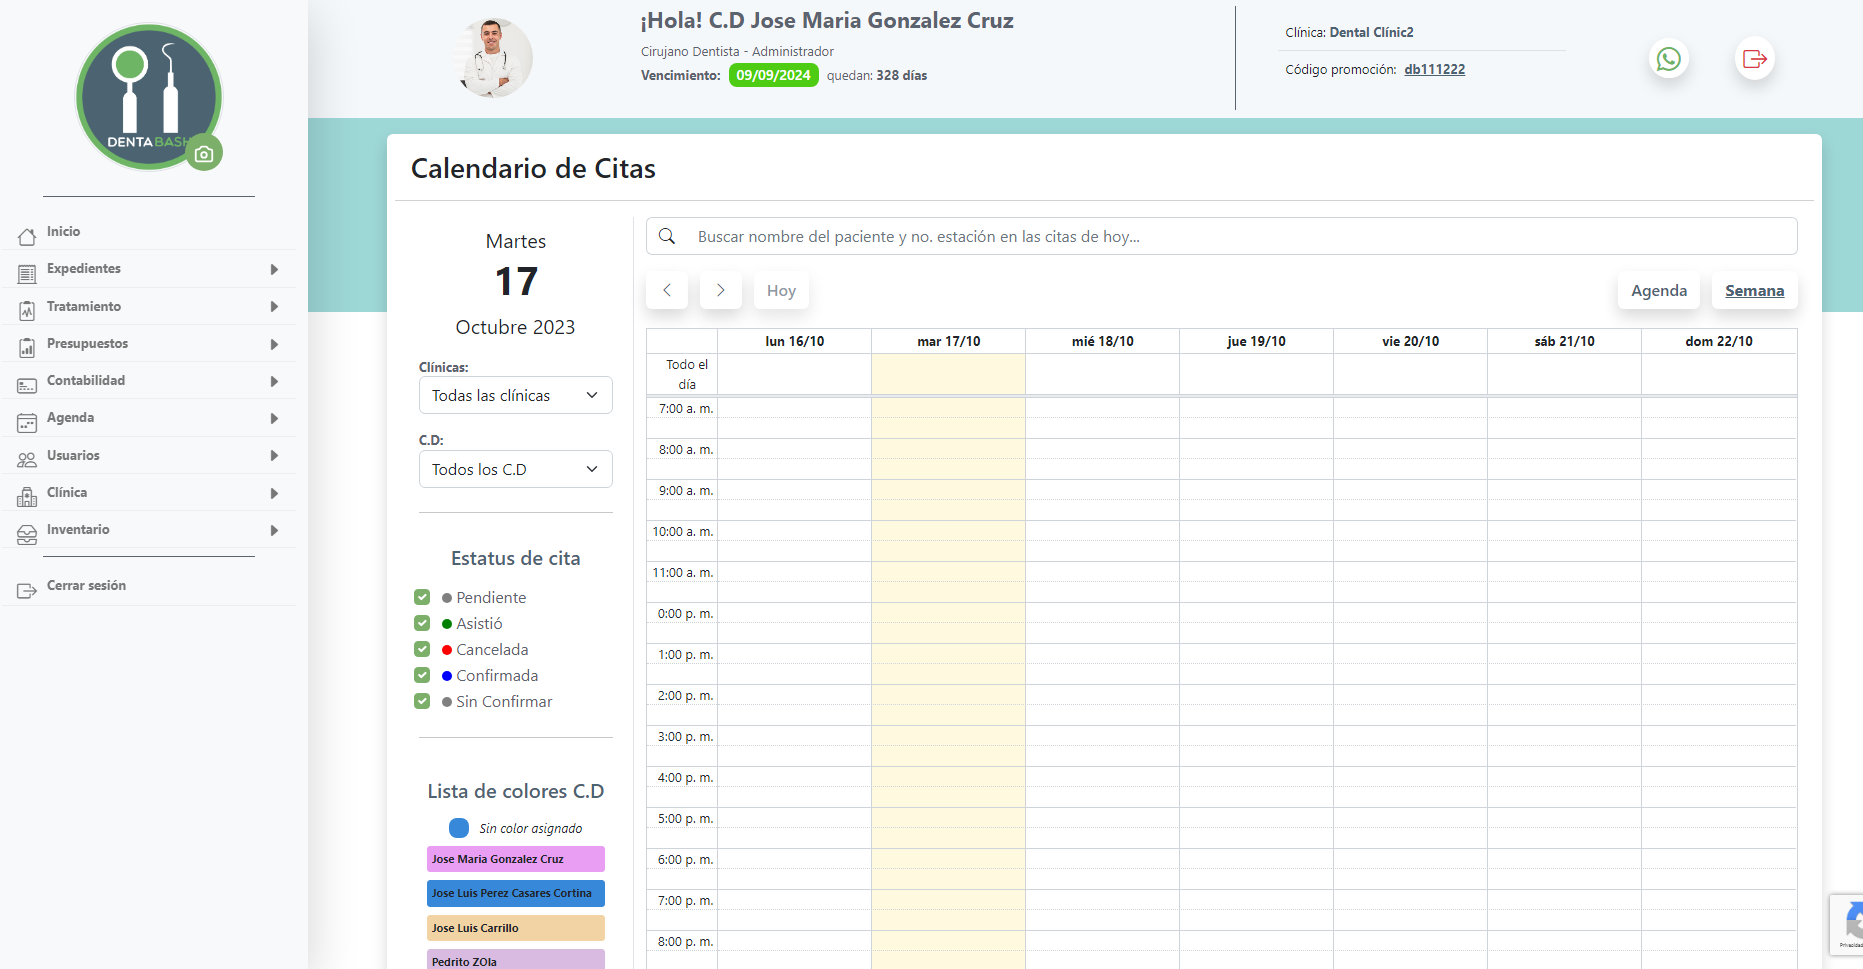 DENTABASH
Inicio
Expedientes
Tratamiento
Presupuestos
Contabilidad
Agenda
Usuarios
Clínica
Inventario
Cerrar sesión
¡Hola! C.D Jose Maria Gonzalez Cruz
Cirujano Dentista - Administrador
Vencimiento: 09/09/2024 quedan: 328 días
Clínica: Dental Clínic2
Código promoción: db111222
Calendario de Citas
Martes
17
Octubre 2023
Clínicas:
Todas las clínicas
C.D:
Todos los C.D
Estatus de cita
Pendiente
Asistió
Cancelada
Confirmada
Sin Confirmar
Lista de colores C.D
Sin color asignado
Jose Maria Gonzalez Cruz
Jose Luis Perez Casares Cortina
Jose Luis Carrillo
Pedrito ZOla
Buscar nombre del paciente y no. estación en las citas de hoy...
Hoy
Agenda Semana
lun 16/10 mar 17/10 mié 18/10 jue 19/10 vie 20/10 sáb 21/10 dom 22/10
Todo el
día
7:00 a. m.
8:00 a. m.
9:00 a. m.
10:00 a. m.
11:00 a. m.
0:00 p. m.
1:00 p. m.
2:00 p. m.
3:00 p. m.
4:00 p. m.
5:00 p. m.
6:00 p. m.
7:00 p. m.
8:00 p. m.